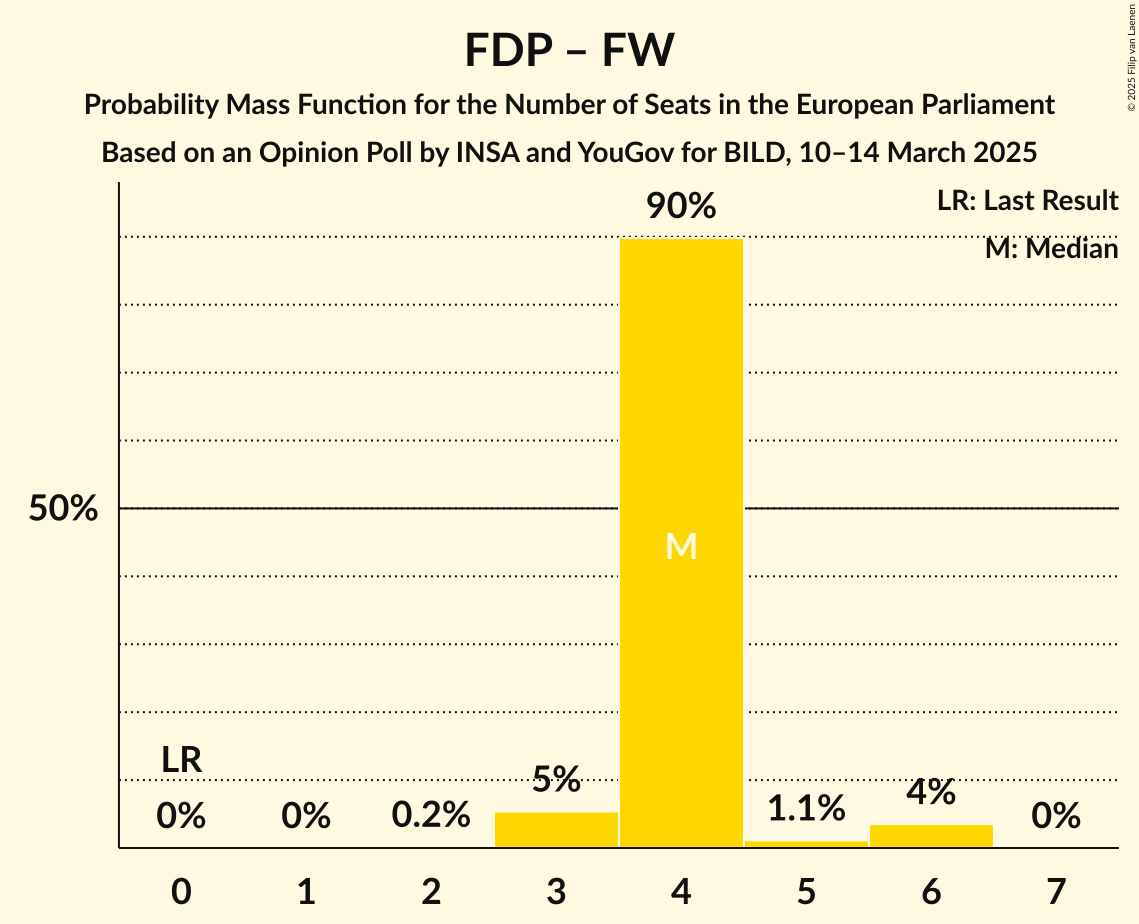 FDP – FW
Probability Mass Function for the Number of Seats in the European Parliament
Based on an Opinion Poll by INSA and YouGov for BILD, 10–14 March 2025
© 2025 Filip van Laenen
LR: Last Result
M: Median
90%
50%
M
LR
0%
0%
0.2%
5%
1.1%
4%
0%
0
1
2
3
4
5
6
7